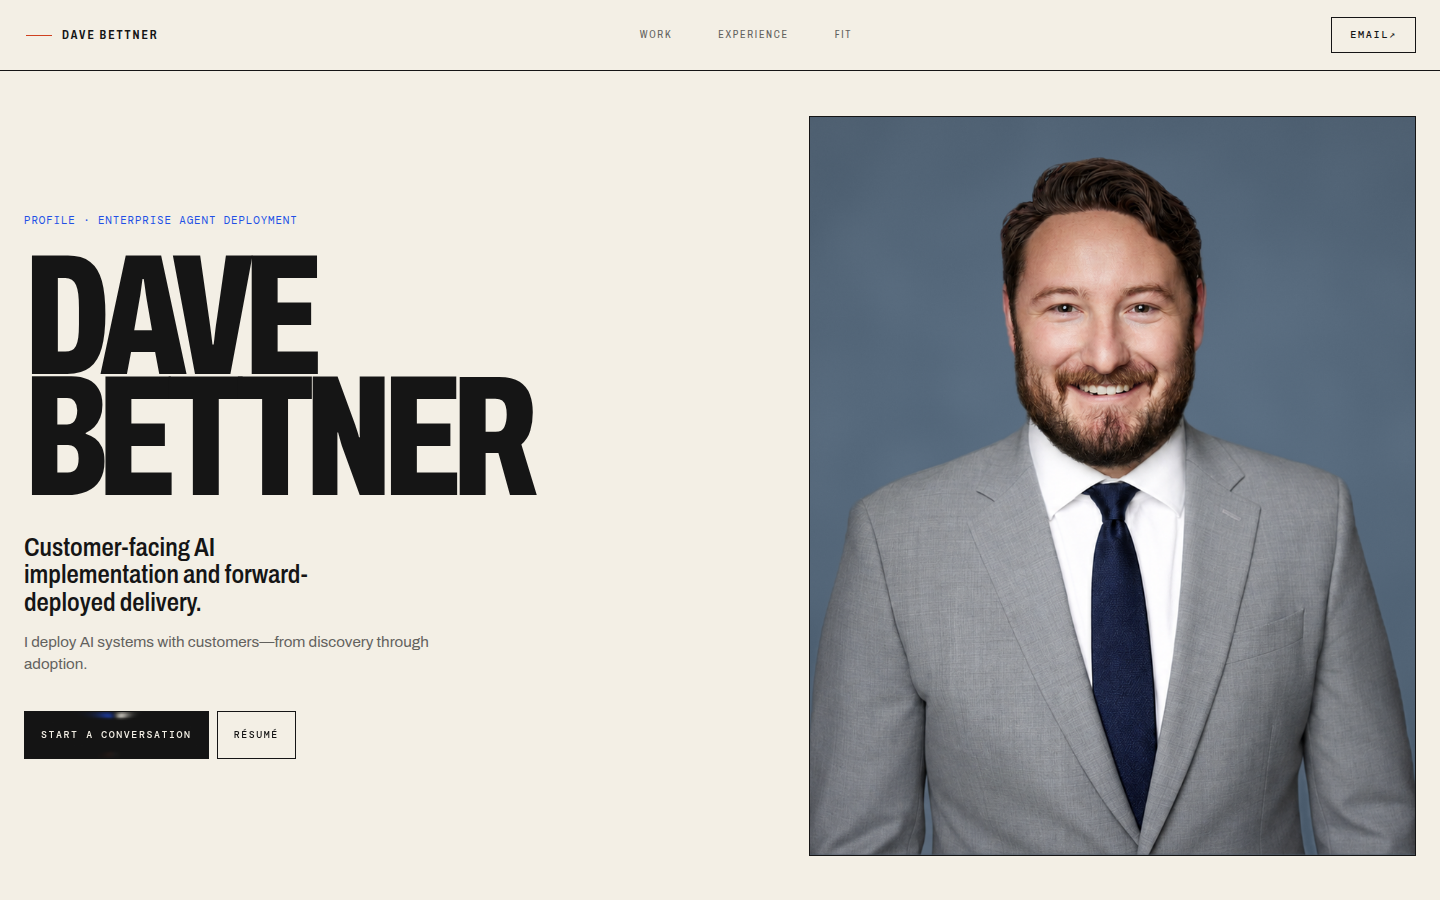 DAVE BETTNER
WORK
EXPERIENCE
FIT
EMAIL↗
PROFILE · ENTERPRISE AGENT DEPLOYMENT
DAVE
BETTNER
Customer-facing AI
implementation and forward-
deployed delivery.
I deploy AI systems with customers—from discovery through
adoption.
START A CONVERSATION
RÉSUMÉ